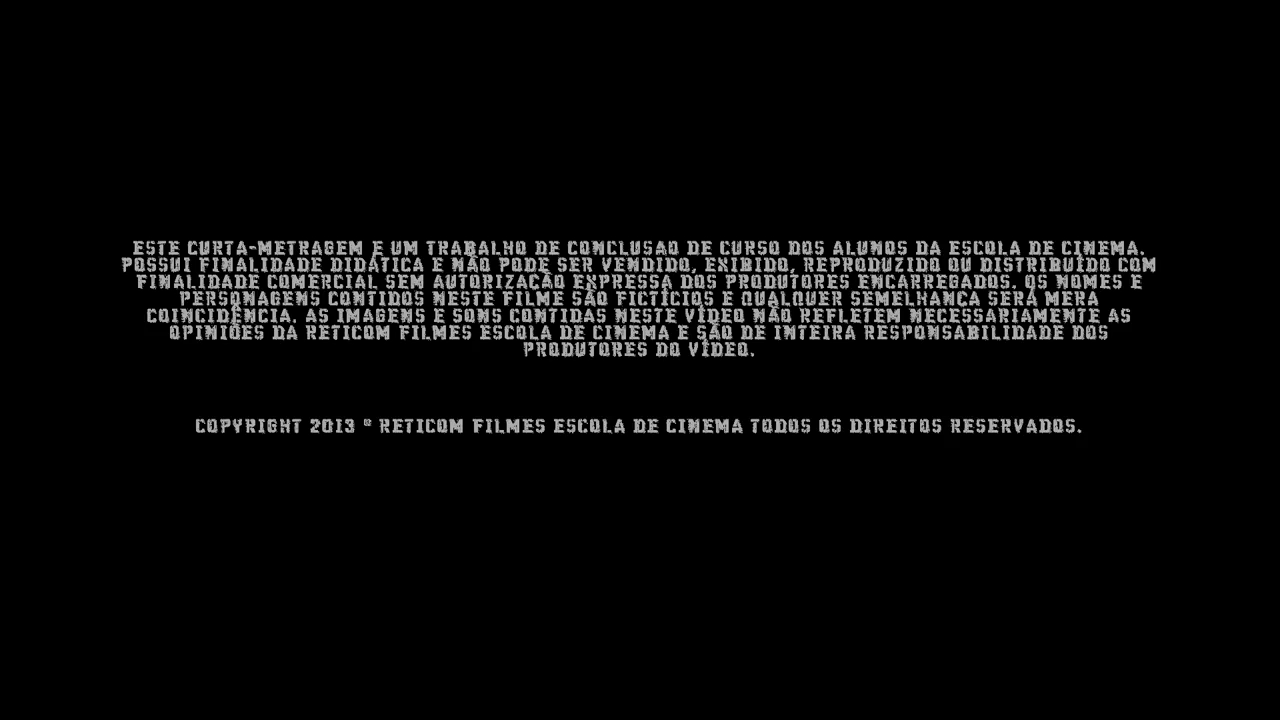 ESTE CURTA-METRAGEM É UM TRABALHO DE CONCLUSAO DE CURSO DOS ALUNOS DA ESCOLA DE CINEMA.
POSSUI FINALIDADE DIDÁTICA E NÃO PODE SER VENDIDO, EXIBIDO, REPRODUZIDO OU DISTRIBUÍDO COM
FINALIDADE COMERCIAL SEM AUTORIZAÇÃO EXPRESSA DOS PRODUTORES ENCARREGADOS. OS NOMES E
PERSONAGENS CONTIDOS NESTE FILME SÃO FICTÍCIOS E QUALQUER SEMELHANÇA SERÁ MERA
COINCIDÊNCIA. AS IMAGENS E SONS CONTIDAS NESTE VÍDEO NÃO REFLETEM NECESSARIAMENTE AS
OPINIÕES DA RETICOM FILMES ESCOLA DE CINEMA E SÃO DE INTEIRA RESPONSABILIDADE DOS
PRODUTORES DO VÍDEO.
COPYRIGHT 2013 ® RETICOM FILMES ESCOLA DE CINEMA TODOS OS DIREITOS RESERVADOS.